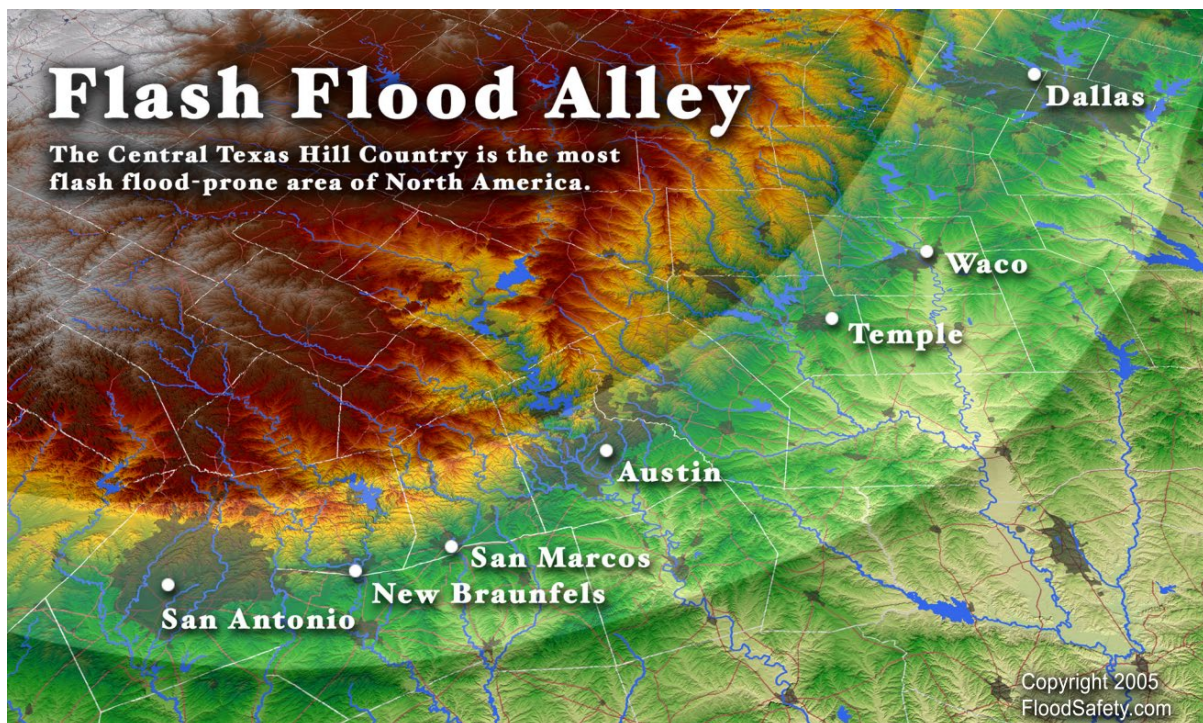 Flash Flood Alley
The Central Texas Hill Country is the most
flash flood-prone area of North America.
Dallas
Waco
Temple
Austin
San Marcos
New Braunfels
San Antonio
Copyright 2005
FloodSafety.com